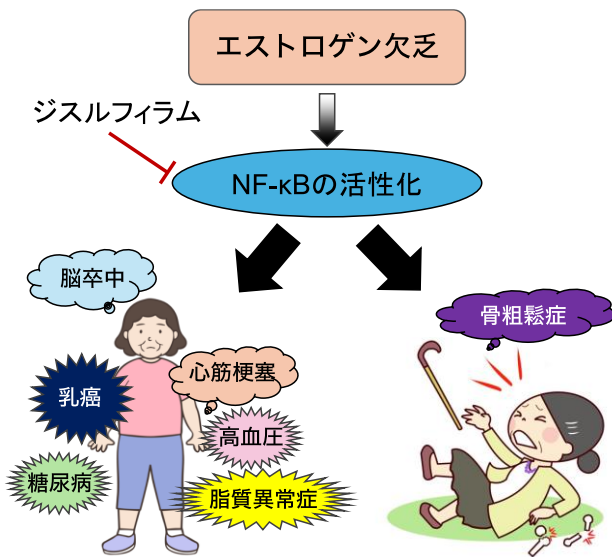 エストロゲン欠乏
ジスルフィラム
NF-κBの活性化
脳卒中
骨粗鬆症
心筋梗塞
乳癌
高血圧
糖尿病
脂質異常症